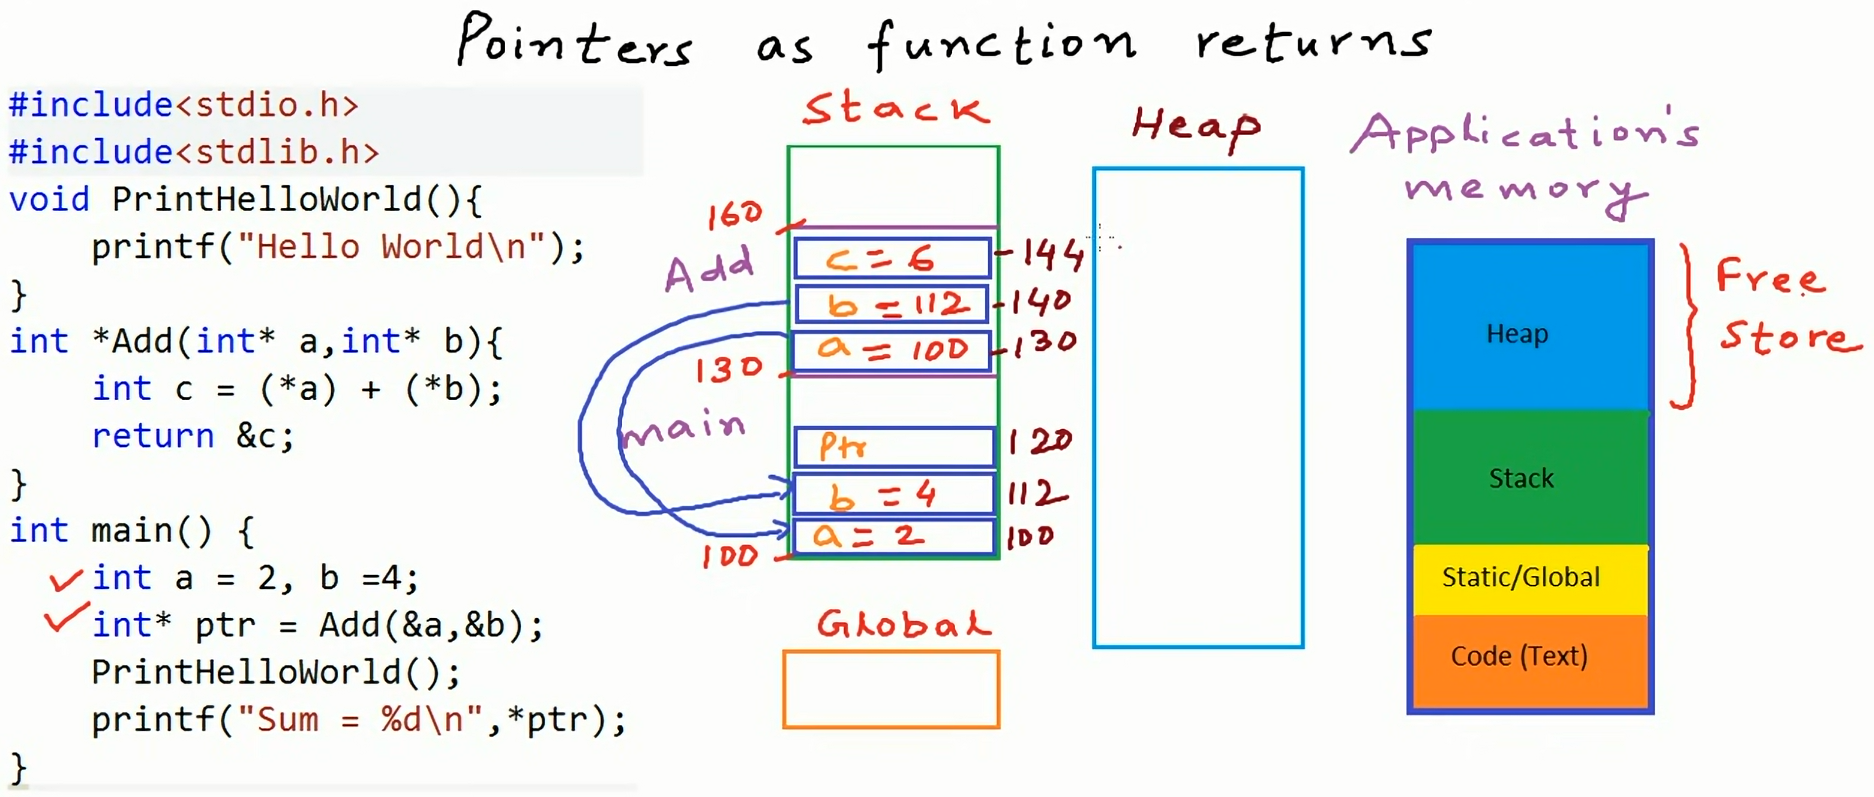 Pointers as function returns
#include<stdio.h>
#include<stdlib.h>
void PrintHelloWorld(){
    printf("Hello World\n");
}
int *Add(int* a,int* b){
    int c = (*a) + (*b);
    return &c;
}
int main() {
    int a = 2, b =4;
    int* ptr = Add(&a,&b);
    PrintHelloWorld();
    printf("Sum = %d\n",*ptr);
}
Stack
160
Add
c = 6 -144
b = 112 -140
a = 100 -130
130
main
Ptr 120
b = 4 112
a = 2 100
100
Global
Heap
Application's
memory
Heap
Stack
Static/Global
Code (Text)
Free
Store